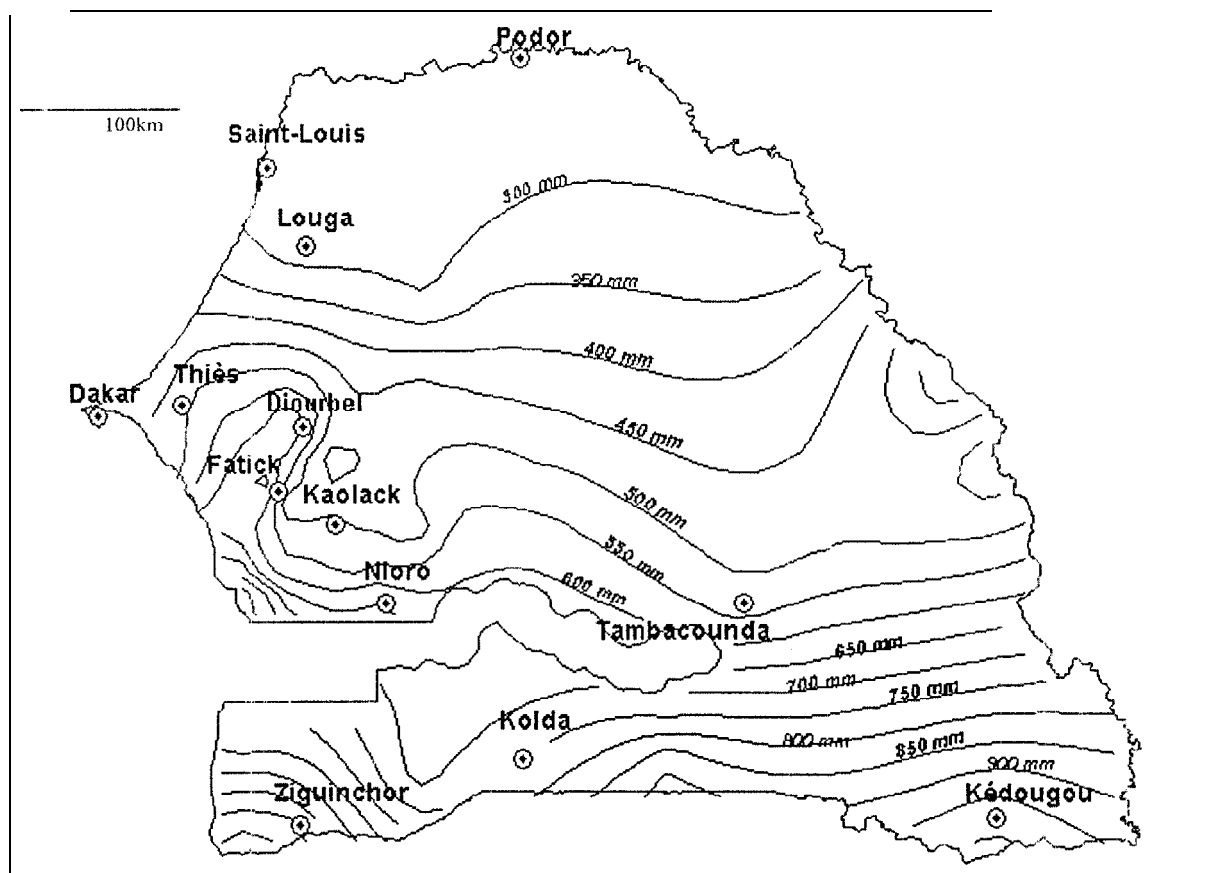 Podor
100km
Saint-Louis
300 mm
Louga
350 mm
400 mm
Thiès
Dakar
Diourbel
450 mm
Fatick
Kaolack
500 mm
550 mm
Nioro
600 mm
Tambacounda
650 mm
700 mm
750 mm
Kolda
800 mm
850 mm
900 mm
Ziguinchor
Kédougou